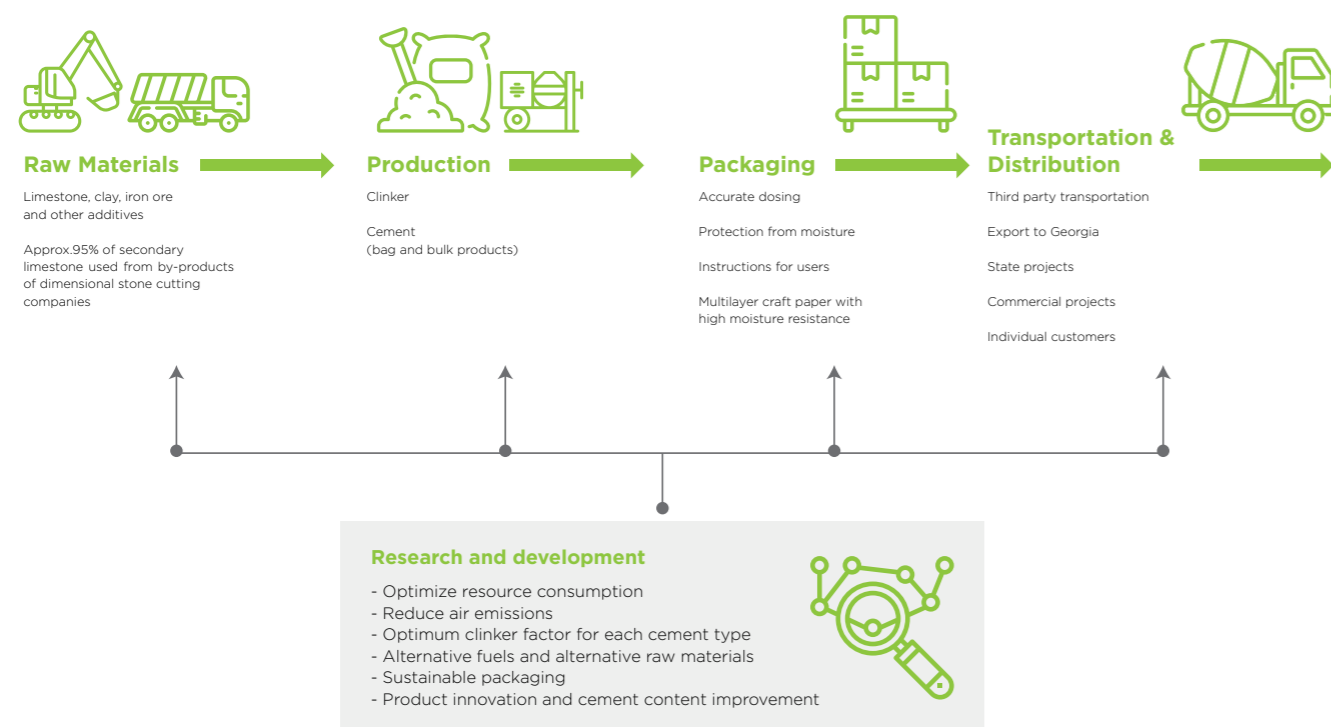 Raw Materials
Limestone, clay, iron ore
and other additives
Approx.95% of secondary
limestone used from by-products
of dimensional stone cutting
companies
Production
Clinker
Cement
(bag and bulk products)
Packaging
Accurate dosing
Protection from moisture
Instructions for users
Multilayer craft paper with
high moisture resistance
Transportation &
Distribution
Third party transportation
Export to Georgia
State projects
Commercial projects
Individual customers
Research and development
- Optimize resource consumption
- Reduce air emissions
- Optimum clinker factor for each cement type
- Alternative fuels and alternative raw materials
- Sustainable packaging
- Product innovation and cement content improvement